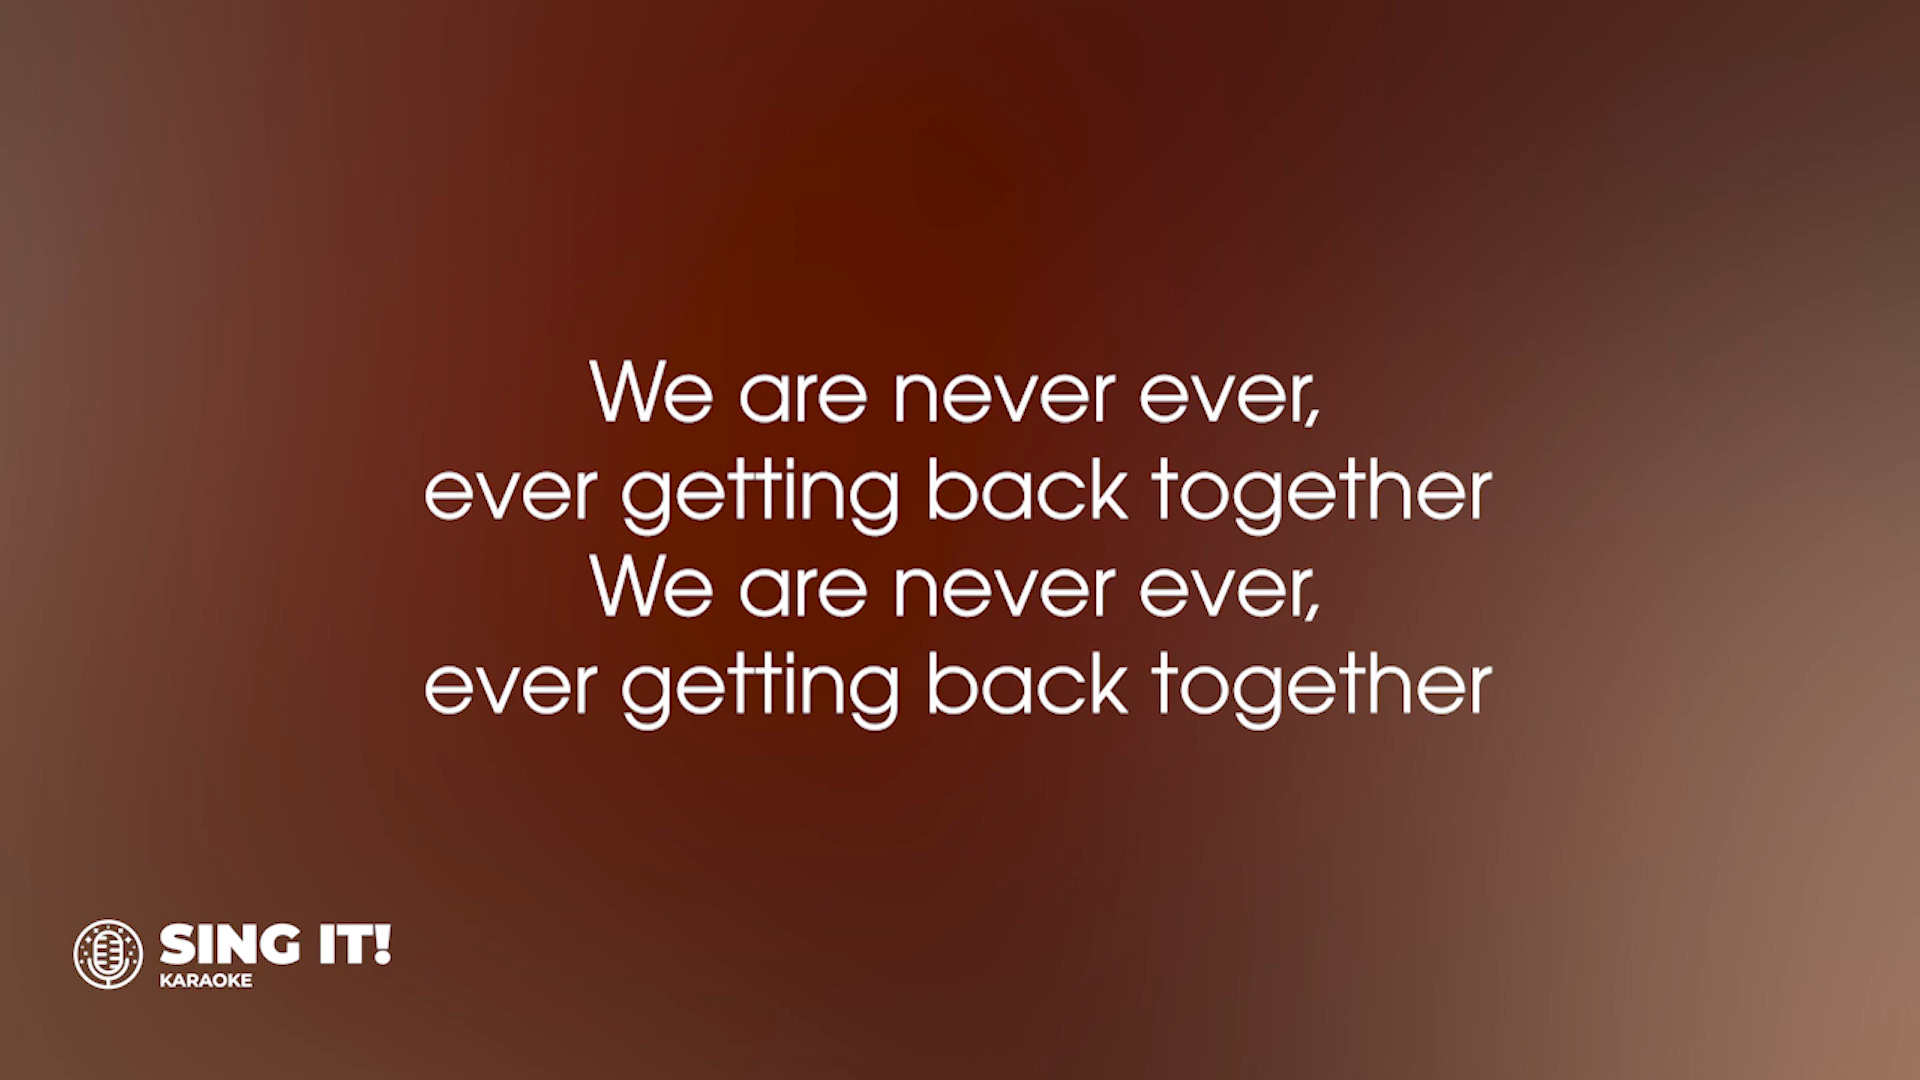 We are never ever,
ever getting back together
We are never ever,
ever getting back together
SING IT!
KARAOKE